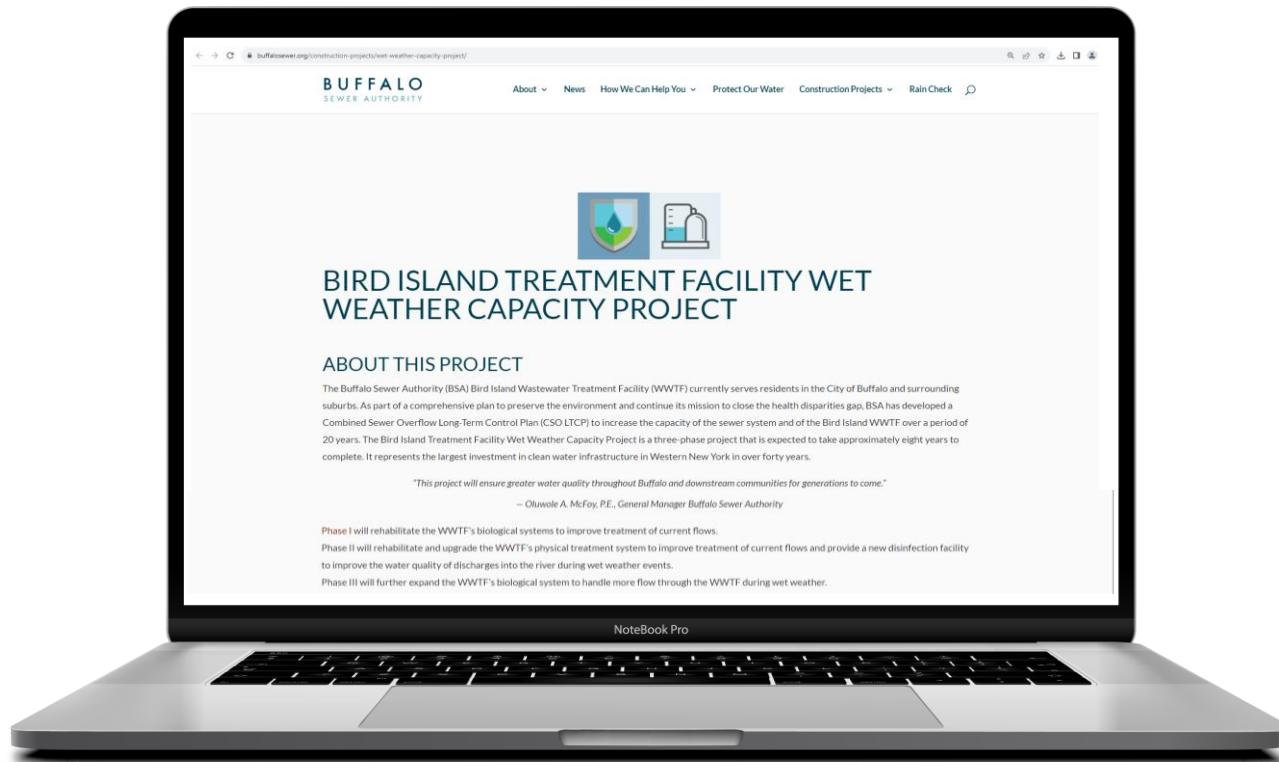 buffalosewer.org/construction-projects/wet-weather-capacity-project/
BUFFALO
SEWER AUTHORITY
About News How We Can Help You Protect Our Water Construction Projects Rain Check
BIRD ISLAND TREATMENT FACILITY WET
WEATHER CAPACITY PROJECT
ABOUT THIS PROJECT
The Buffalo Sewer Authority (BSA) Bird Island Wastewater Treatment Facility (WWTF) currently serves residents in the City of Buffalo and surrounding
suburbs. As part of a comprehensive plan to preserve the environment and continue its mission to close the health disparities gap, BSA has developed a
Combined Sewer Overflow Long-Term Control Plan (CSO LTCP) to increase the capacity of the sewer system and of the Bird Island WWTF over a period of
20 years. The Bird Island Treatment Facility Wet Weather Capacity Project is a three-phase project that is expected to take approximately eight years to
complete. It represents the largest investment in clean water infrastructure in Western New York in over forty years.
"This project will ensure greater water quality throughout Buffalo and downstream communities for generations to come."
— Oluwole A. McFoy, P.E., General Manager Buffalo Sewer Authority
Phase I will rehabilitate the WWTF's biological systems to improve treatment of current flows.
Phase II will rehabilitate and upgrade the WWTF's physical treatment system to improve treatment of current flows and provide a new disinfection facility
to improve the water quality of discharges into the river during wet weather events.
Phase III will further expand the WWTF's biological system to handle more flow through the WWTF during wet weather.
NoteBook Pro